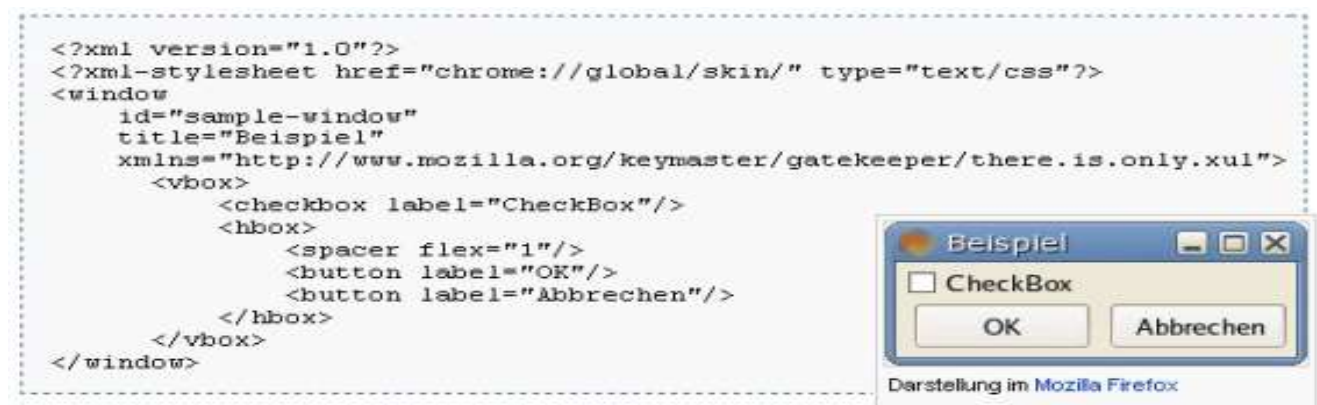 <?xml version="1.0"?>
<?xml-stylesheet href="chrome://global/skin/" type="text/css"?>
<window
id="sample-window"
title="Beispiel"
xmlns="http://www.mozilla.org/keymaster/gatekeeper/there.is.only.xul">
<vbox>
<checkbox label="CheckBox"/>
<hbox>
<spacer flex="1"/>
<button label="OK"/>
<button label="Abbrechen"/>
</hbox>
</vbox>
</window>
Beispiel
CheckBox
OK Abbrechen
Darstellung im Mozilla Firefox